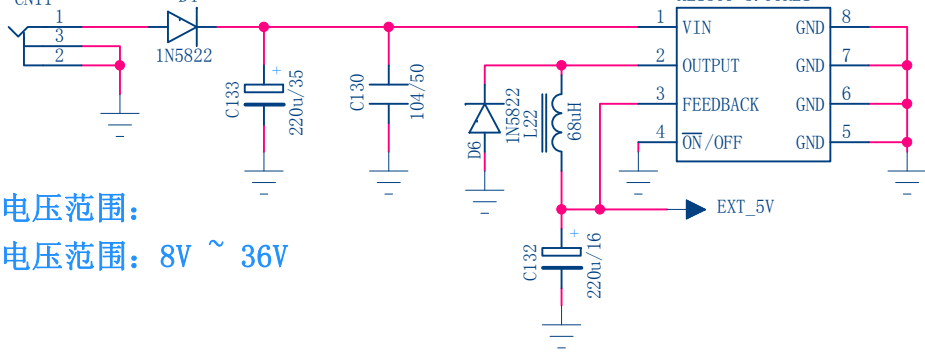 1
3
2
1N5822
C133
220u/35
C130
104/50
D6
1N5822
L22
68uH
1 VIN GND 8
2 OUTPUT GND 7
3 FEEDBACK GND 6
4 ON/OFF GND 5
EXT_5V
C132
220u/16
电压范围:
电压范围: 8V ~ 36V